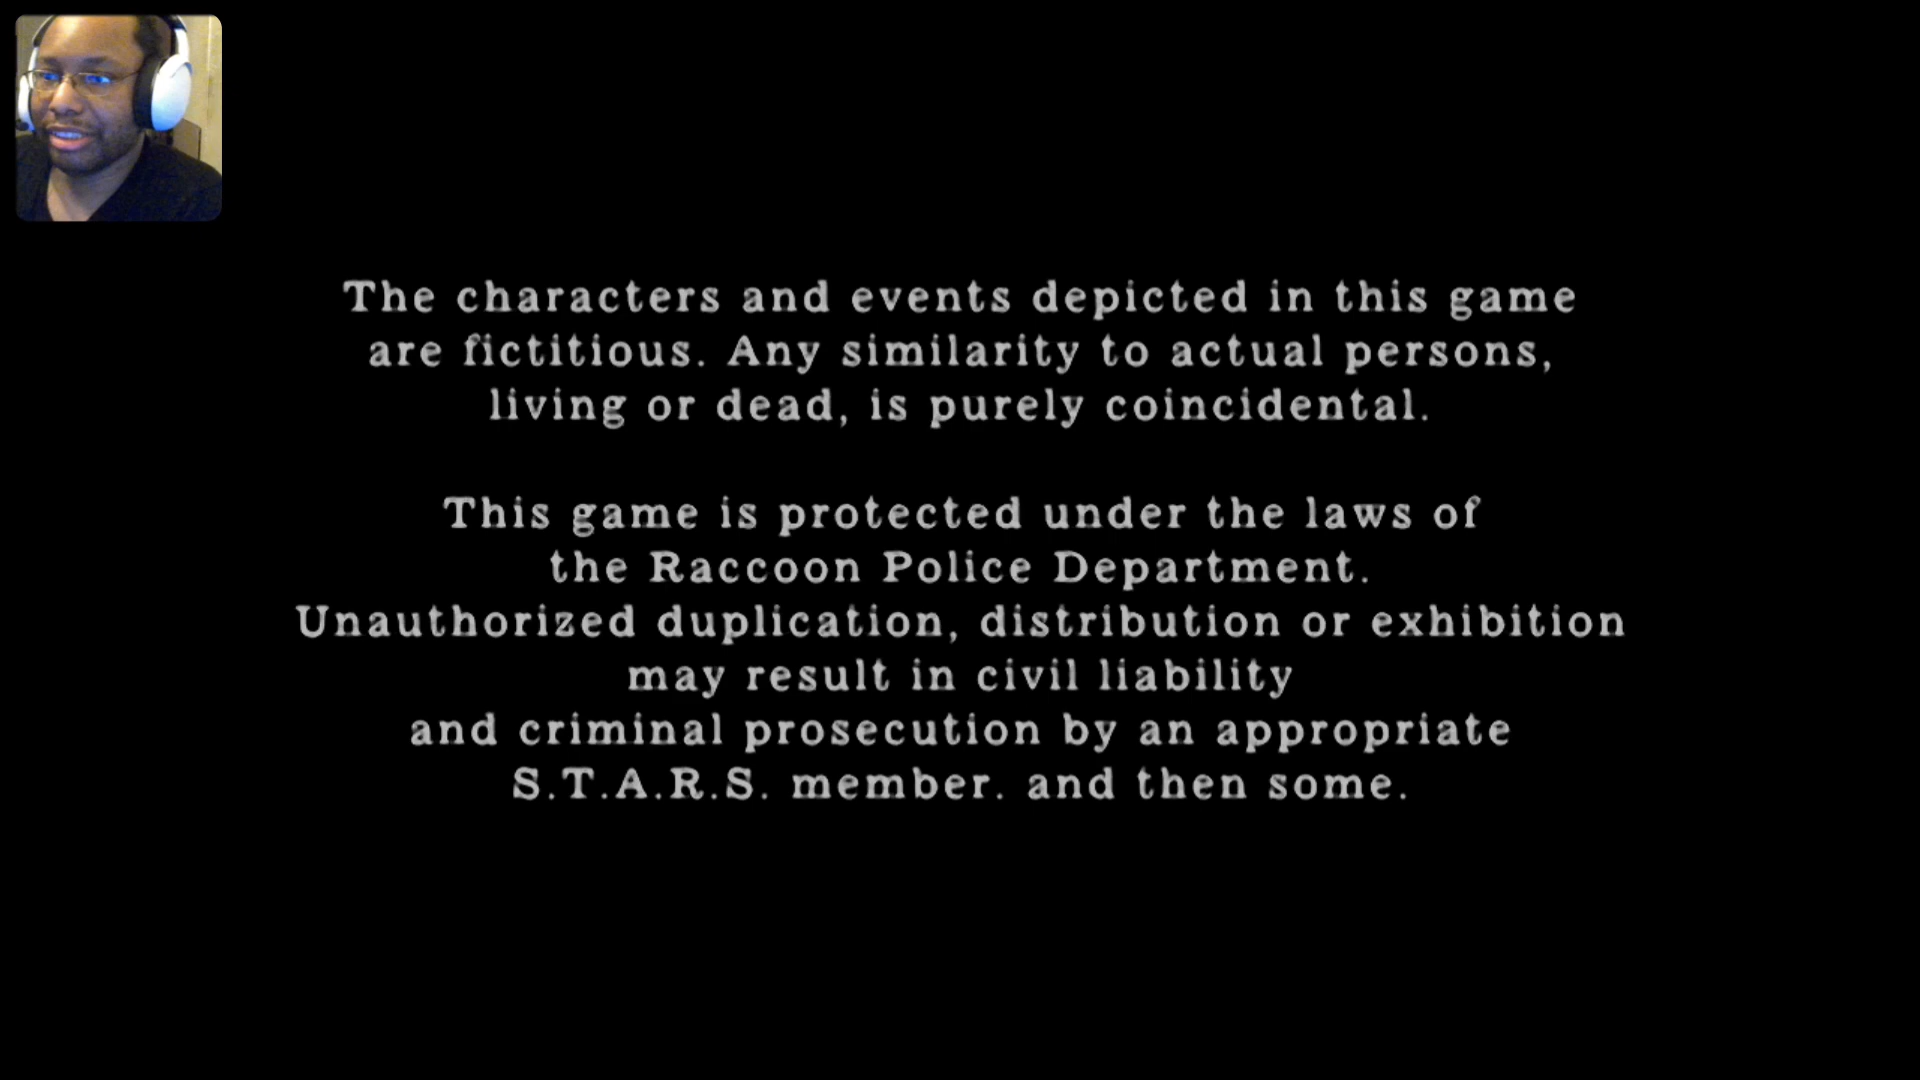 The characters and events depicted in this game
are fictitious. Any similarity to actual persons,
living or dead, is purely coincidental.
This game is protected under the laws of
the Raccoon Police Department.
Unauthorized duplication, distribution or exhibition
may result in civil liability
and criminal prosecution by an appropriate
S.T.A.R.S. member. and then some.